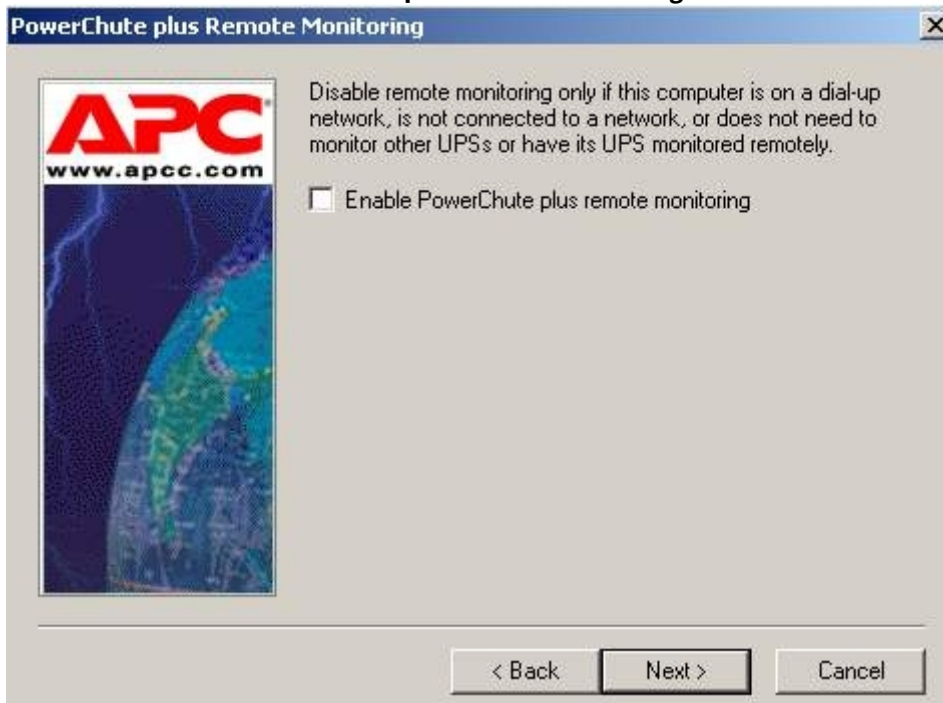 PowerChute plus Remote Monitoring
APC
www.apcc.com
Disable remote monitoring only if this computer is on a dial-up
network, is not connected to a network, or does not need to
monitor other UPSs or have its UPS monitored remotely.
Enable PowerChute plus remote monitoring
< Back
Next >
Cancel